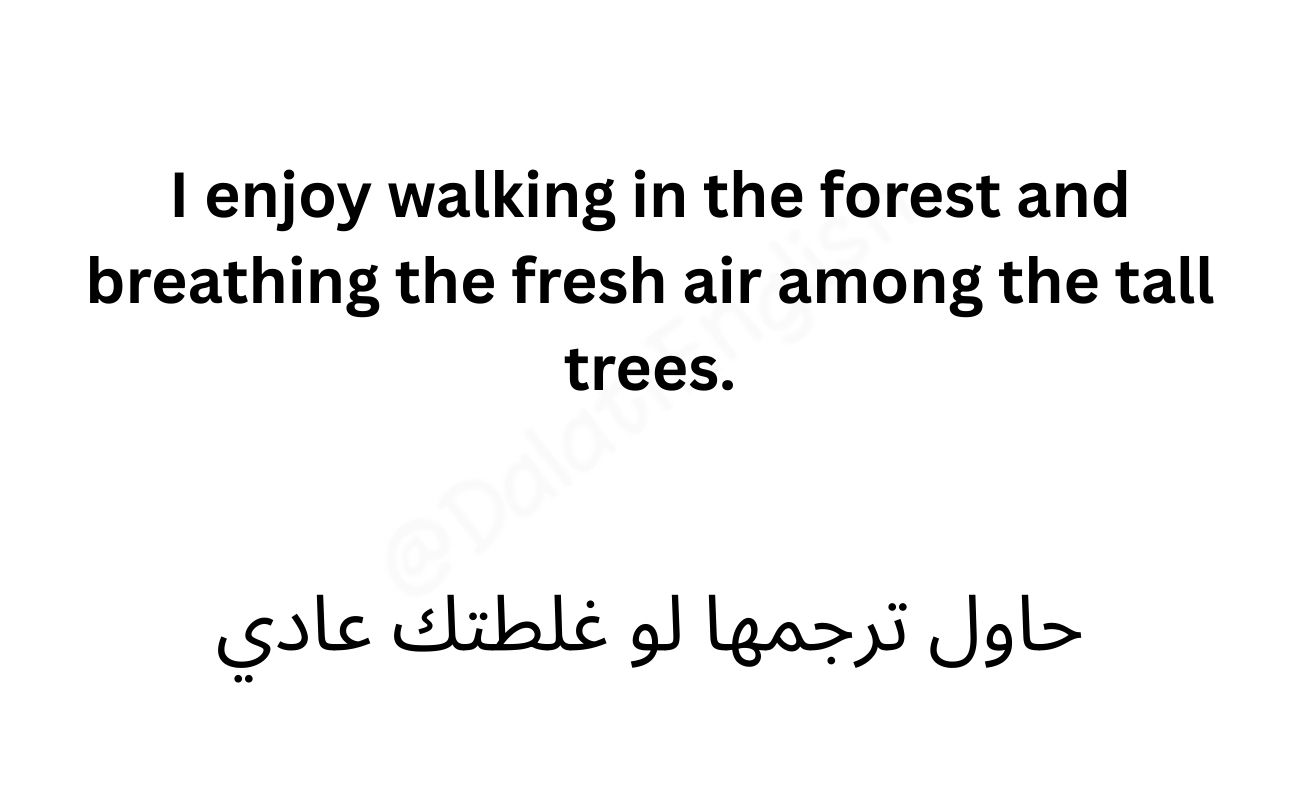 I enjoy walking in the forest and
breathing the fresh air among the tall
trees.
@DalatEnglish
حاول ترجمها لو غلطتك عادي